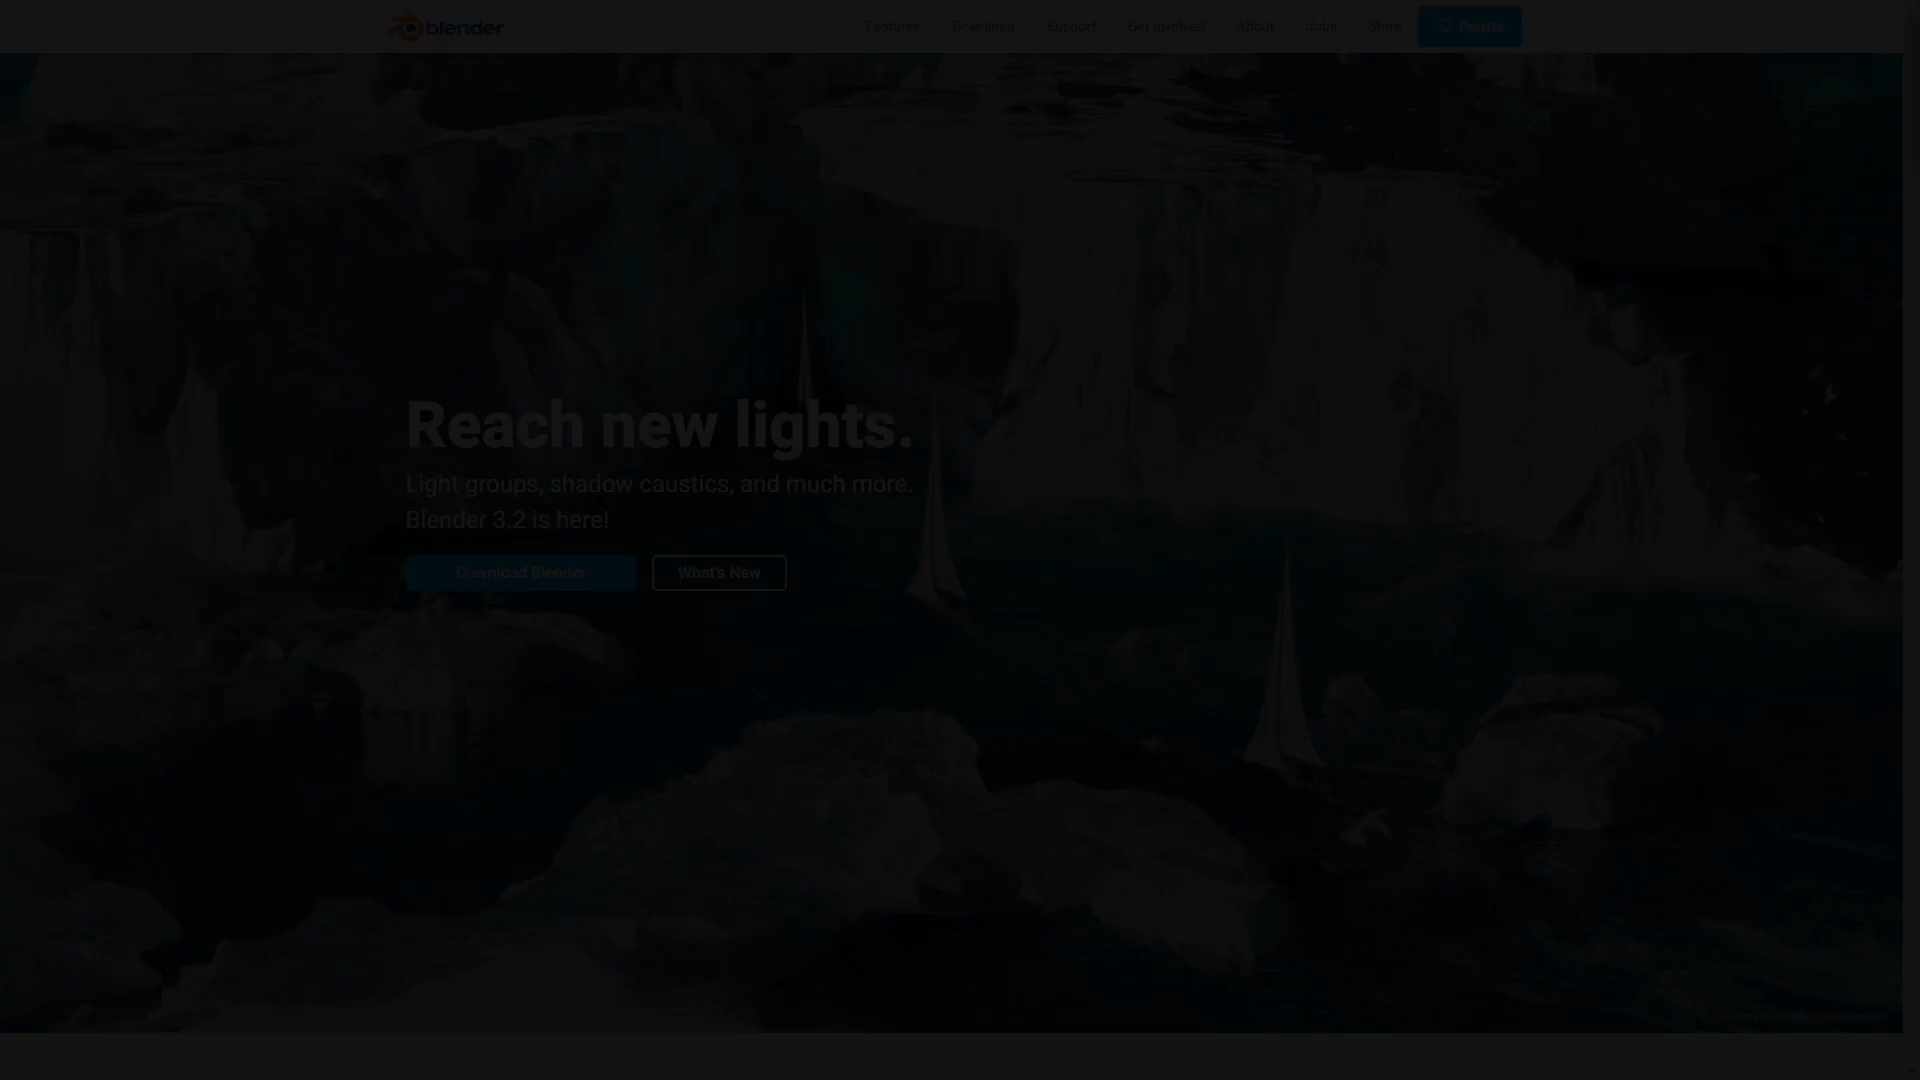 blender
Features Download Support Get Involved About Jobs Store Donate
Reach new lights.
Light groups, shadow caustics, and much more.
Blender 3.2 is here!
Download Blender What's New